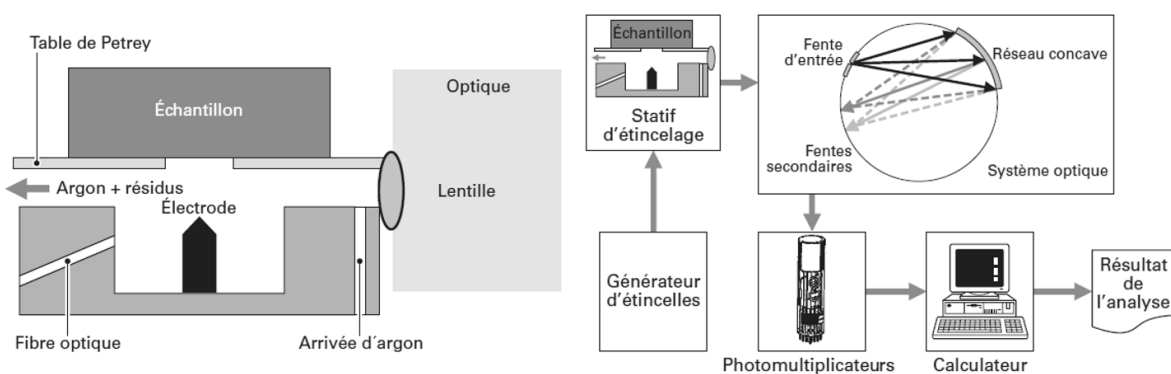 Table de Petrey
Échantillon
Optique
Argon + résidus
Électrode
Lentille
Fibre optique
Arrivée d´argon
Échantillon
Statif
d'étincelage
Fente
d'entrée
Réseau concave
Fentes
secondaires
Système optique
Générateur
d'étincelles
Photomultiplicateurs
Calculateur
Résultat
de
l'analyse